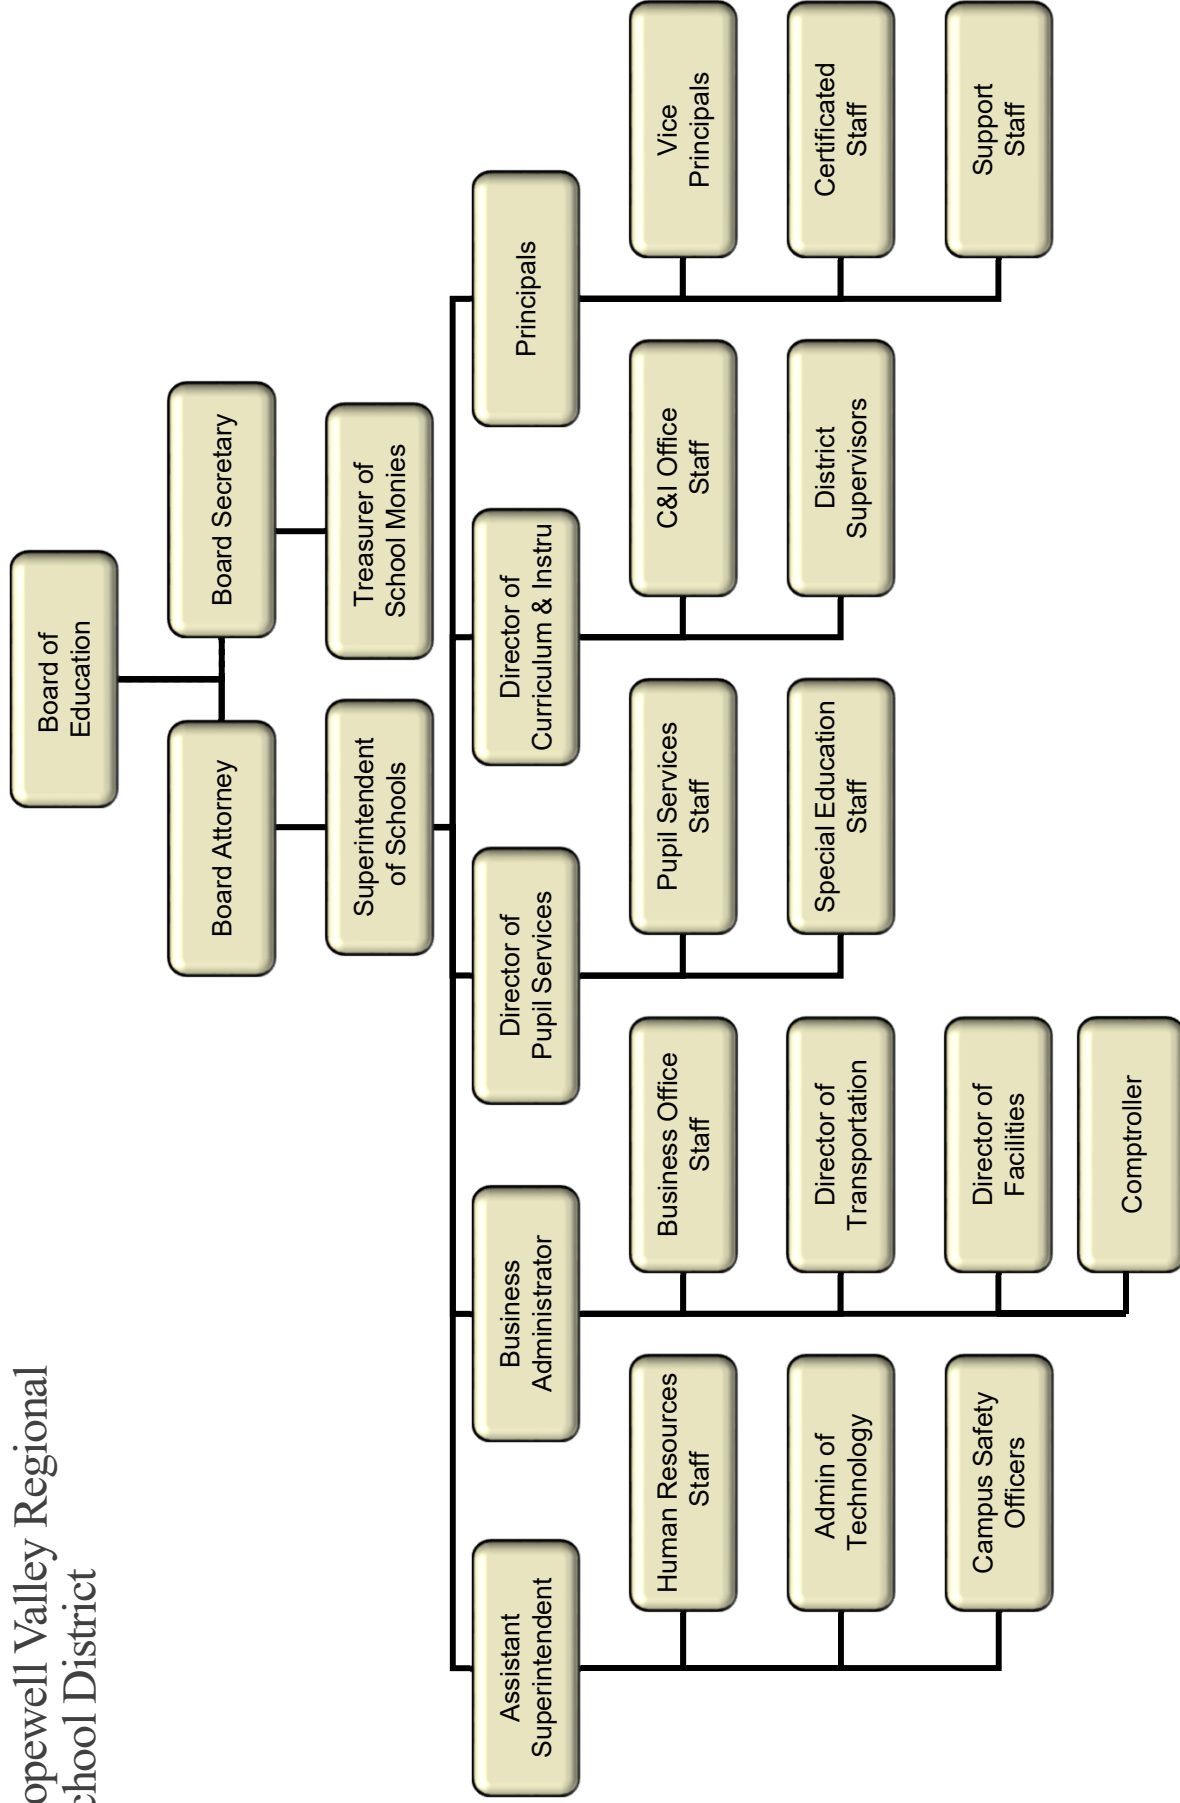 opewell Valley Regional
chool District
Board of
Education
Board Attorney
Board Secretary
Superintendent
of Schools
Treasurer of
School Monies
Assistant
Superintendent
Business
Administrator
Director of
Pupil Services
Director of
Curriculum & Instru
Principals
Human Resources
Staff
Admin of
Technology
Campus Safety
Officers
Business Office
Staff
Director of
Transportation
Director of
Facilities
Comptroller
Pupil Services
Staff
Special Education
Staff
C&I Office
Staff
District
Supervisors
Vice
Principals
Certificated
Staff
Support
Staff